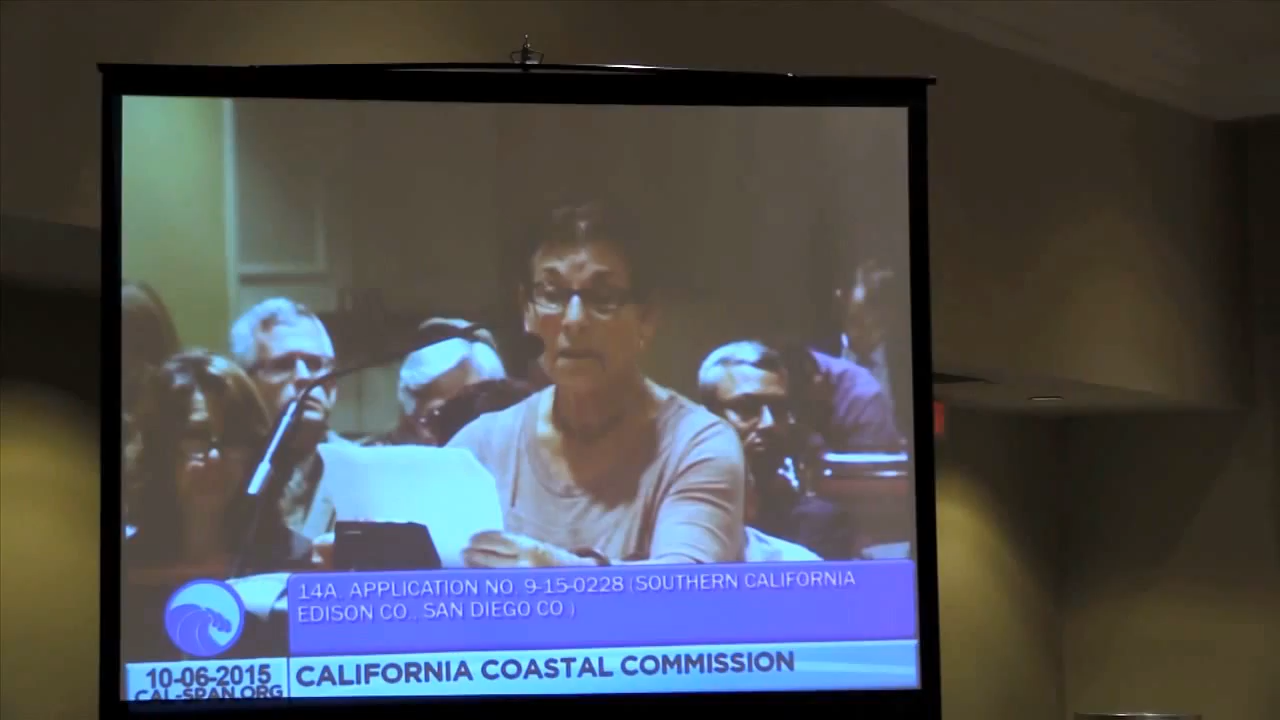 14A. APPLICATION NO. 9-15-0228 (SOUTHERN CALIFORNIA
EDISON CO., SAN DIEGO CO.)
10-06-2015
CALIFORNIA COASTAL COMMISSION
CAL-SPAN.ORG